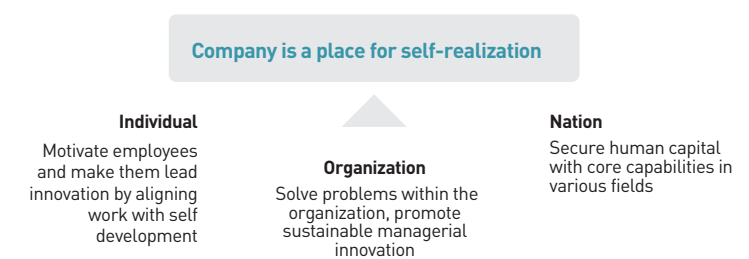 Company is a place for self-realization
Individual
Motivate employees
and make them lead
innovation by aligning
work with self
development
Organization
Solve problems within the
organization, promote
sustainable managerial
innovation
Nation
Secure human capital
with core capabilities in
various fields